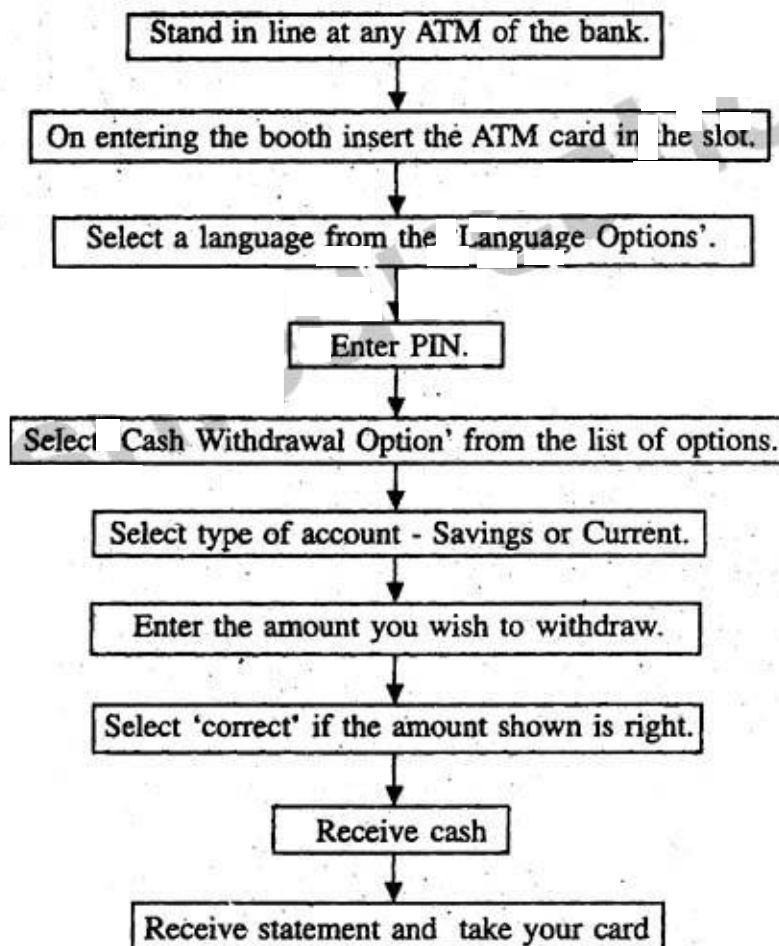 Stand in line at any ATM of the bank.
On entering the booth insert the ATM card in the slot.
Select a language from the 'Language Options'.
Enter PIN.
Select Cash Withdrawal Option' from the list of options.
Select type of account - Savings or Current.
Enter the amount you wish to withdraw.
Select 'correct' if the amount shown is right.
Receive cash
Receive statement and take your card